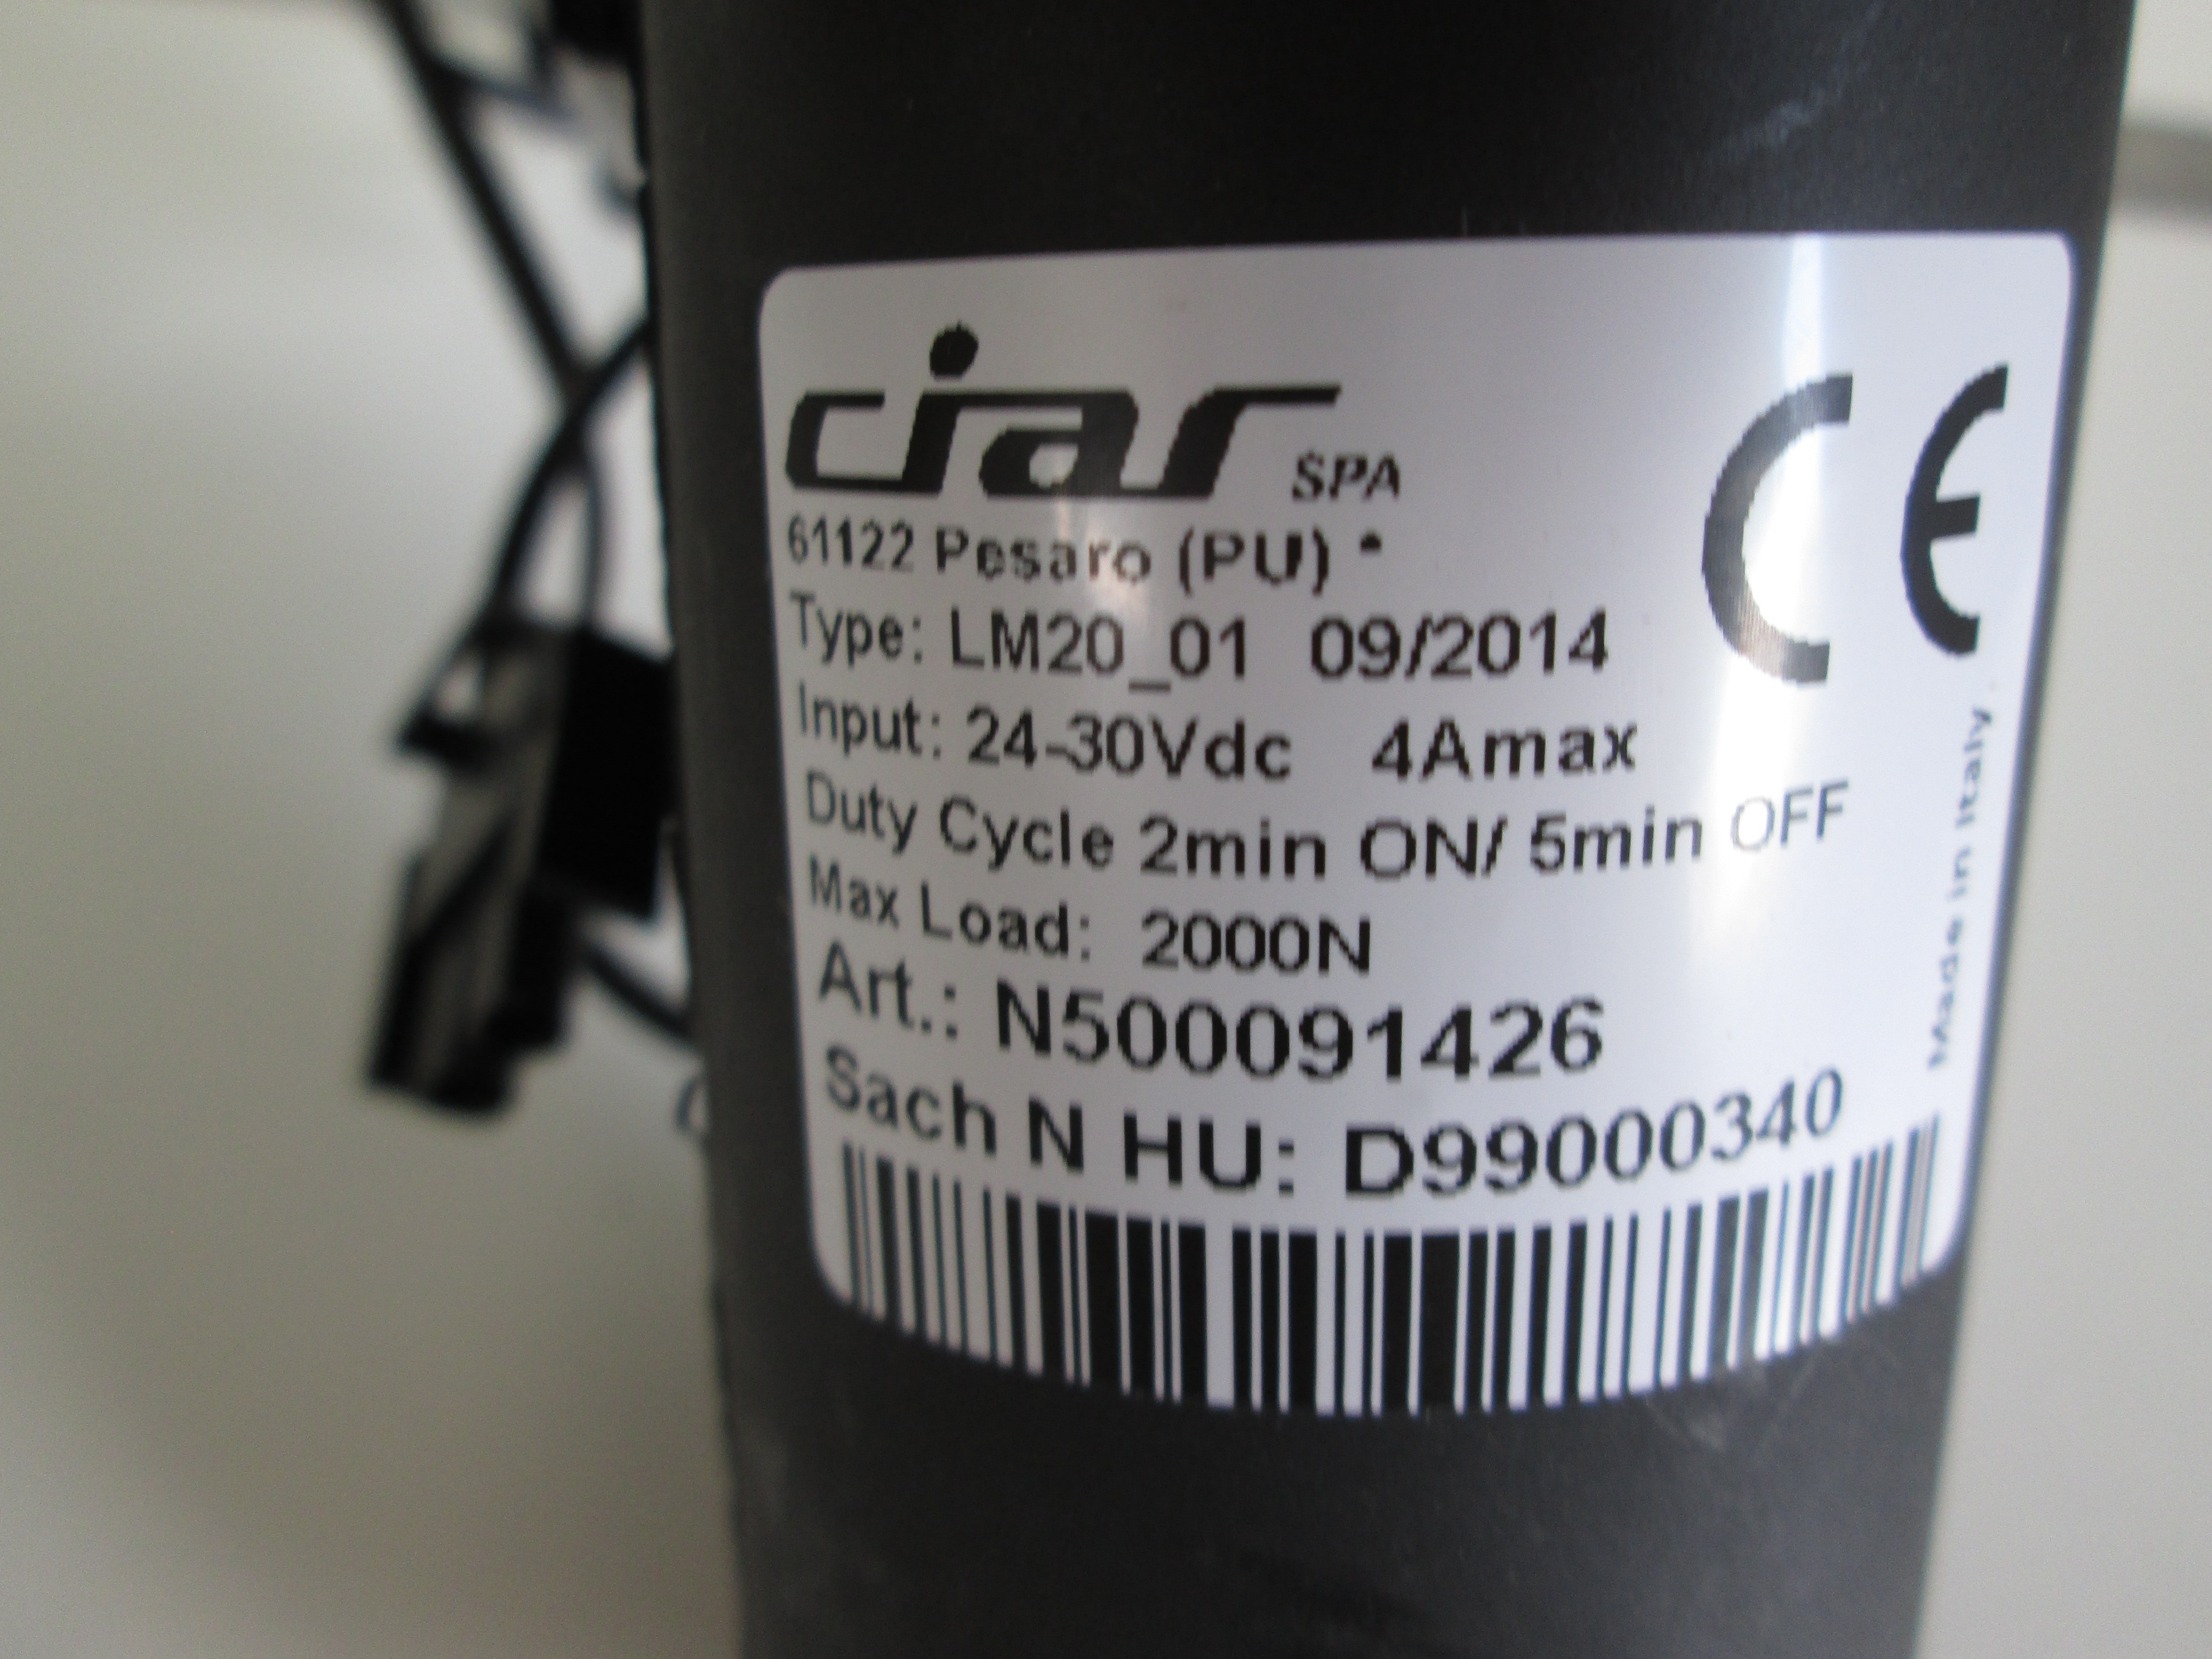 ciar SPA
61122 Pesaro (PU) *
Type: LM20_01 09/2014
Input: 24-30Vdc 4Amax
Duty Cycle 2min ON/ 5min OFF
Max Load: 2000N
Art.: N500091426
Sach N HU: D99000340
CE
Made in Italy